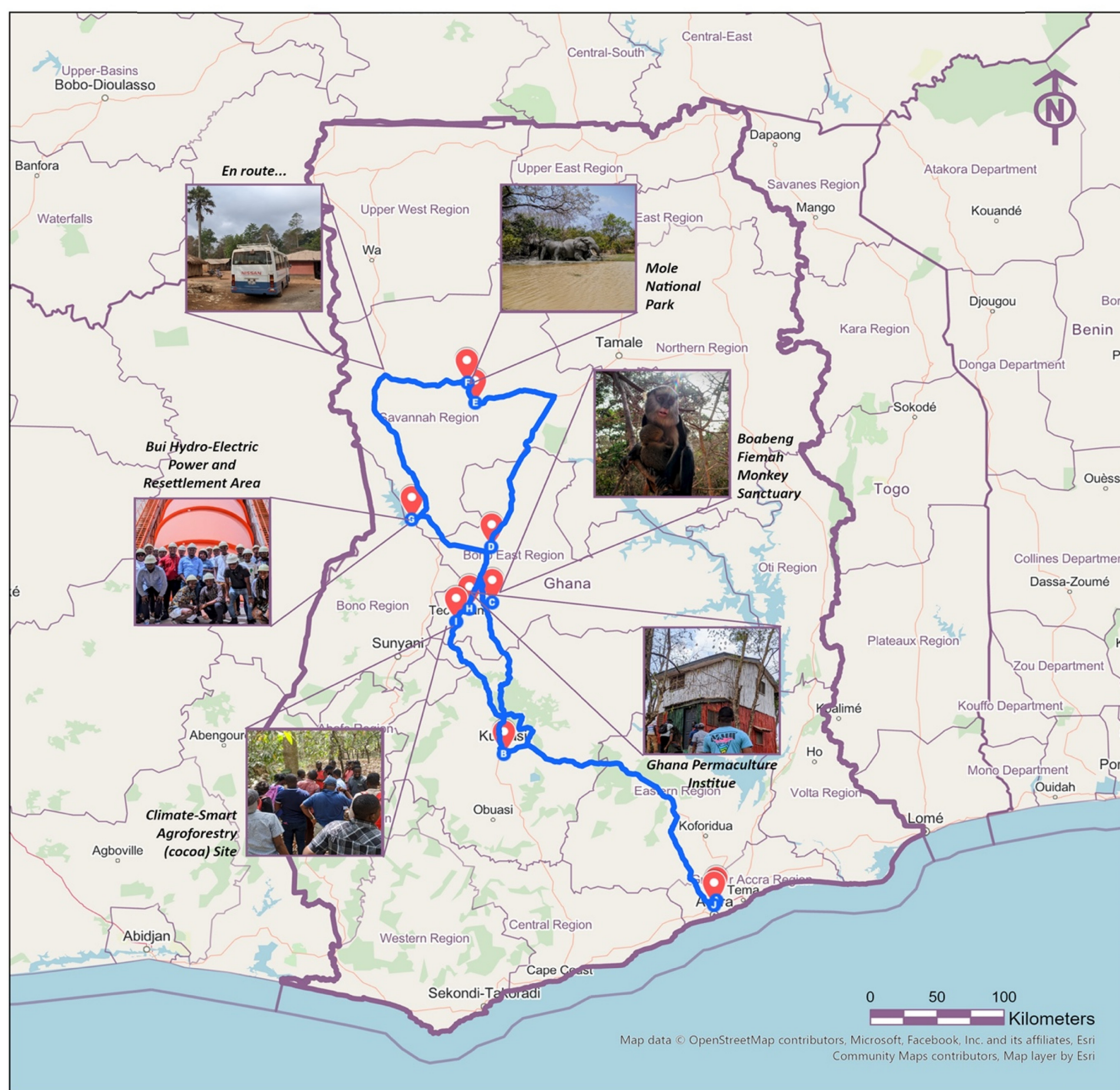 Central-East
Central-South
Upper-Basins
Bobo-Dioulasso
N
Dapaong
Banfora
En route...
Upper East Region
Atakora Department
Savanes Region
Mango
Kouandé
Waterfalls
Upper West Region
East Region
Wa
NISSAN
Mole
National
Park
Djougou
Kara Region
Benin
Tamale
Northern Region
Donga Department
E
Savannah Region
Sokodé
Boabeng
Fiemah
Monkey
Sanctuary
Bui Hydro-Electric
Power and
Resettlement Area
Togo
G
D
East Region
Collines Departmen
Oti Region
Ghana
Dassa-Zoumé
Bono Region
C
H
Sunyani
Plateaux Region
Zou Department
Kouffo Department
Abengour
B
Ghana Permaculture
Institue
Ho
Mono Department
Eastern Region
Volta Region
Ouidah
Obuasi
Climate-Smart
Agroforestry
(cocoa) Site
Koforidua
Lomé
Agboville
r Accra Region
Tema
J
Abidjan
Western Region
Central Region
Cape Coast
Sekondi-Takoradi
0 50 100
Kilometers
Map data © OpenStreetMap contributors, Microsoft, Facebook, Inc. and its affiliates, Esri
Community Maps contributors, Map layer by Esri